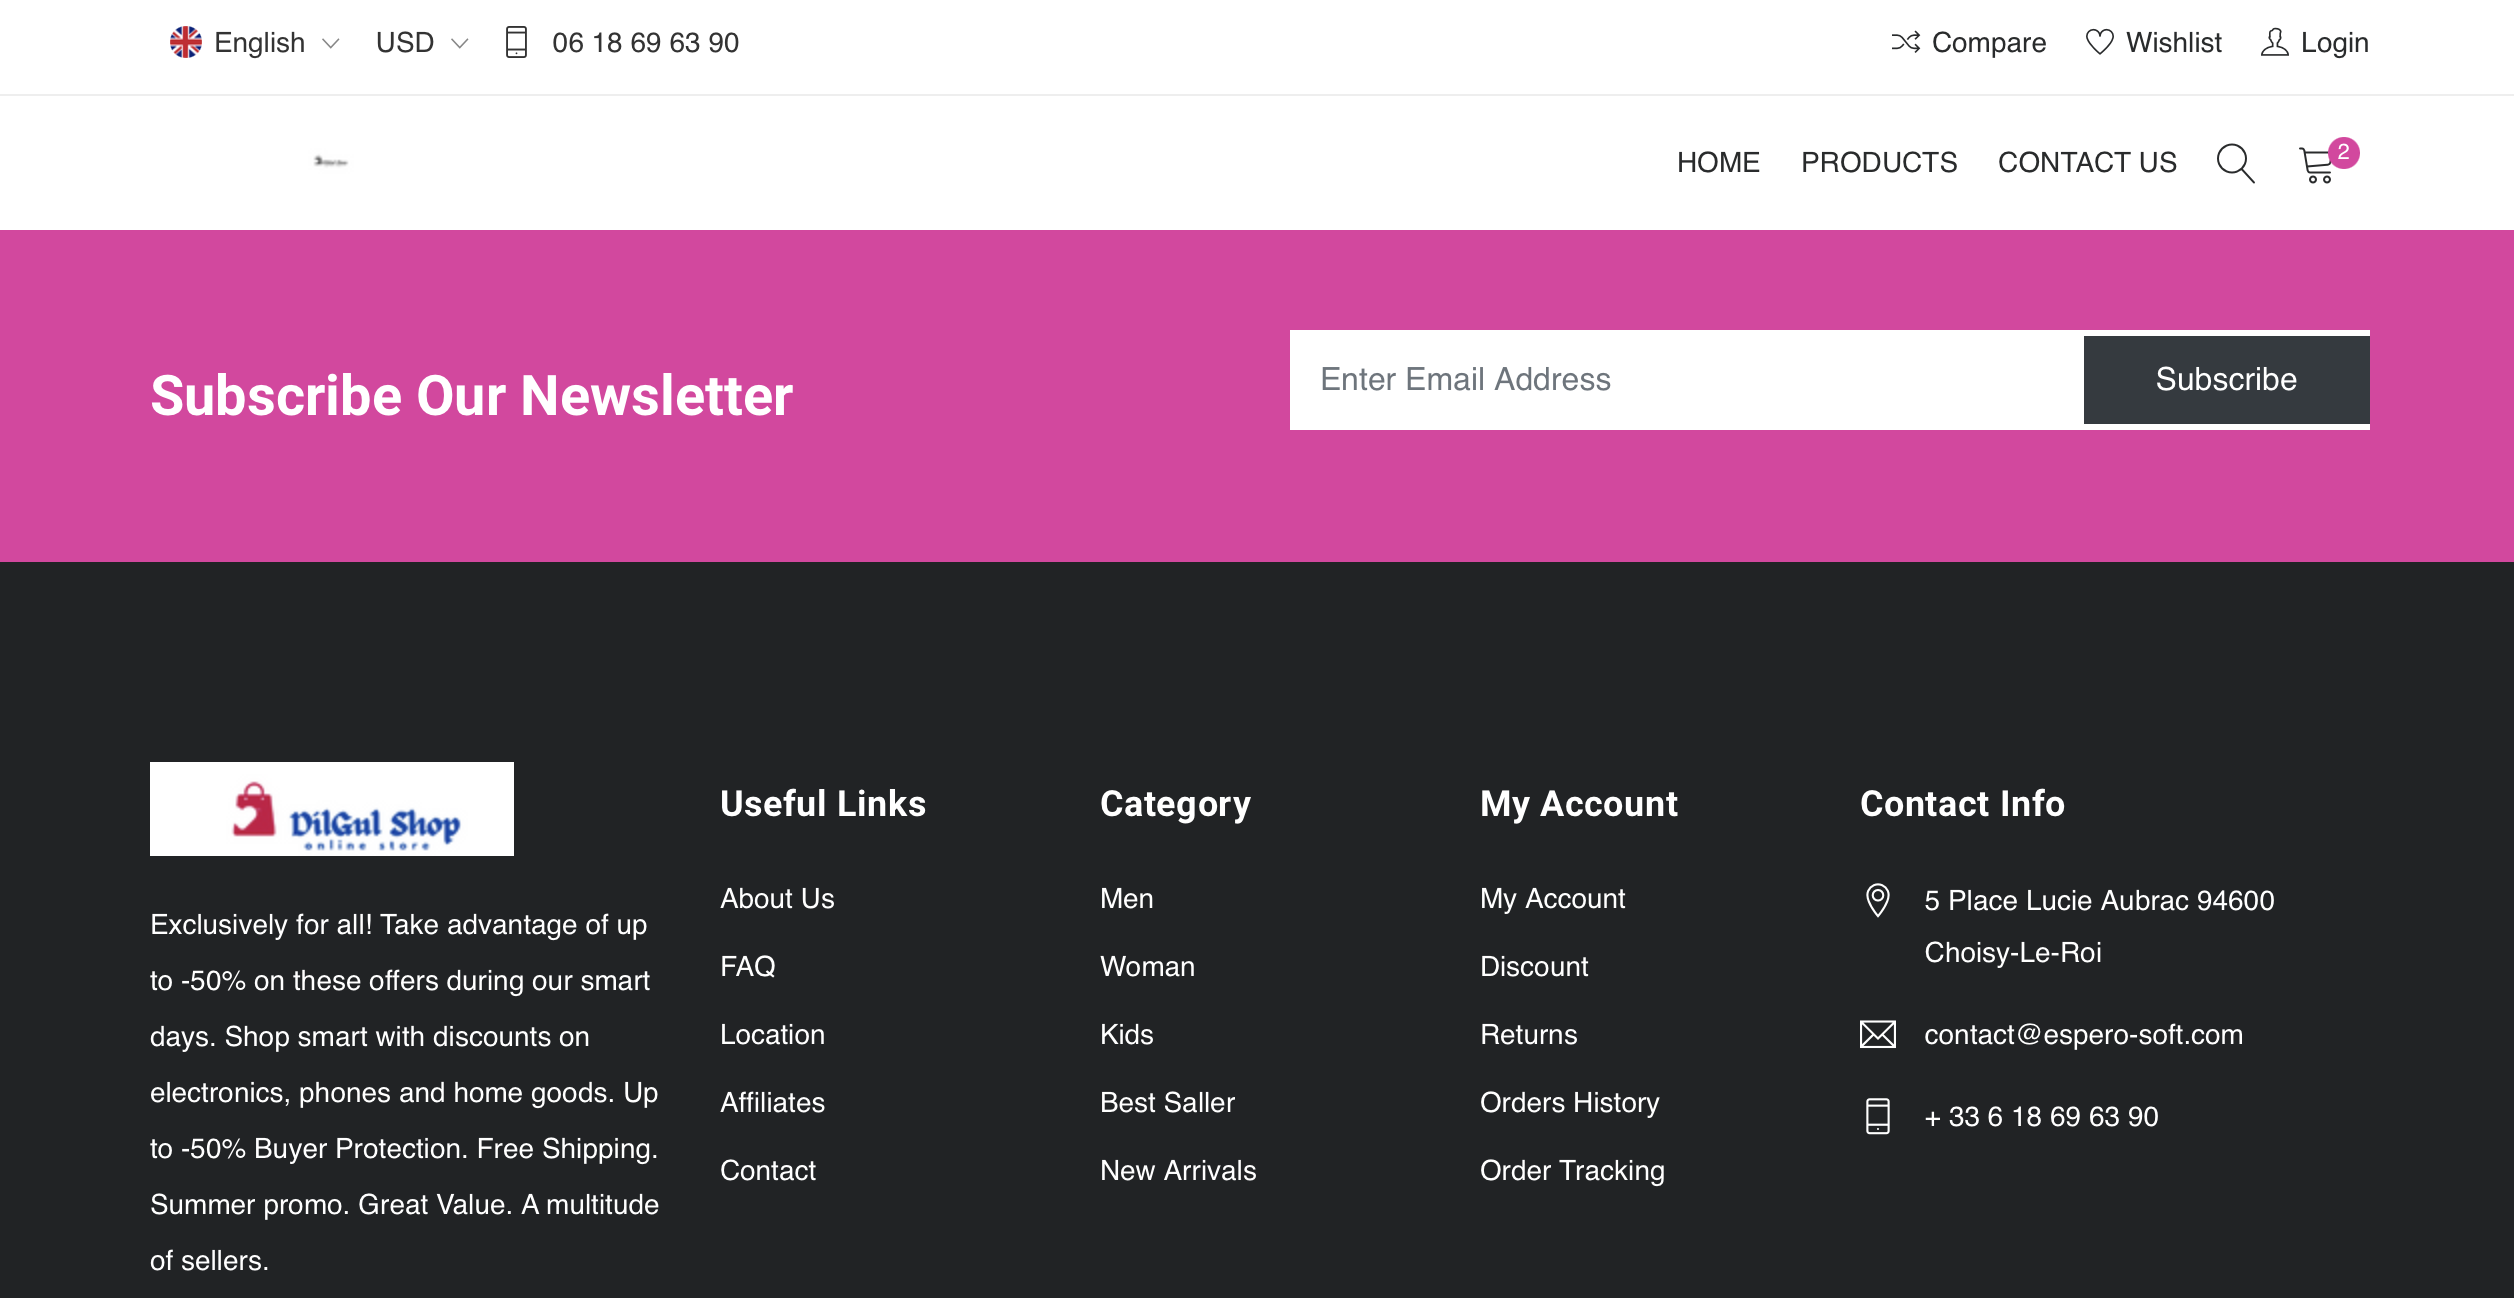 English
USD
06 18 69 63 90
Compare
Wishlist
Login
HOME
PRODUCTS
CONTACT US
2
Subscribe Our Newsletter
Enter Email Address
Subscribe
DilGul Shop
online store
Exclusively for all! Take advantage of up
to -50% on these offers during our smart
days. Shop smart with discounts on
electronics, phones and home goods. Up
to -50% Buyer Protection. Free Shipping.
Summer promo. Great Value. A multitude
of sellers.
Useful Links
About Us
FAQ
Location
Affiliates
Contact
Category
Men
Woman
Kids
Best Saller
New Arrivals
My Account
My Account
Discount
Returns
Orders History
Order Tracking
Contact Info
5 Place Lucie Aubrac 94600
Choisy-Le-Roi
contact@espero-soft.com
+ 33 6 18 69 63 90